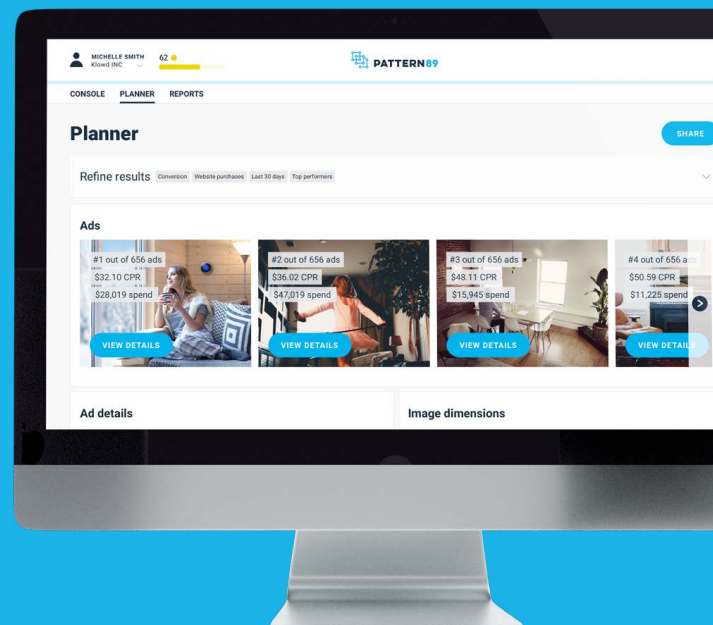 MICHELLE SMITH
Klowd INC
62
PATTERN89
CONSOLE PLANNER REPORTS
Planner
SHARE
Refine results Conversion Website purchases Last 30 days Top performers
Ads
#1 out of 656 ads
$32.10 CPR
$28,019 spend
VIEW DETAILS
#2 out of 656 ads
$36.02 CPR
$47,019 spend
VIEW DETAILS
#3 out of 656 ads
$48.11 CPR
$15,945 spend
VIEW DETAILS
#4 out of 656 ads
$50.59 CPR
$11,225 spend
VIEW DETAILS
Ad details
Image dimensions